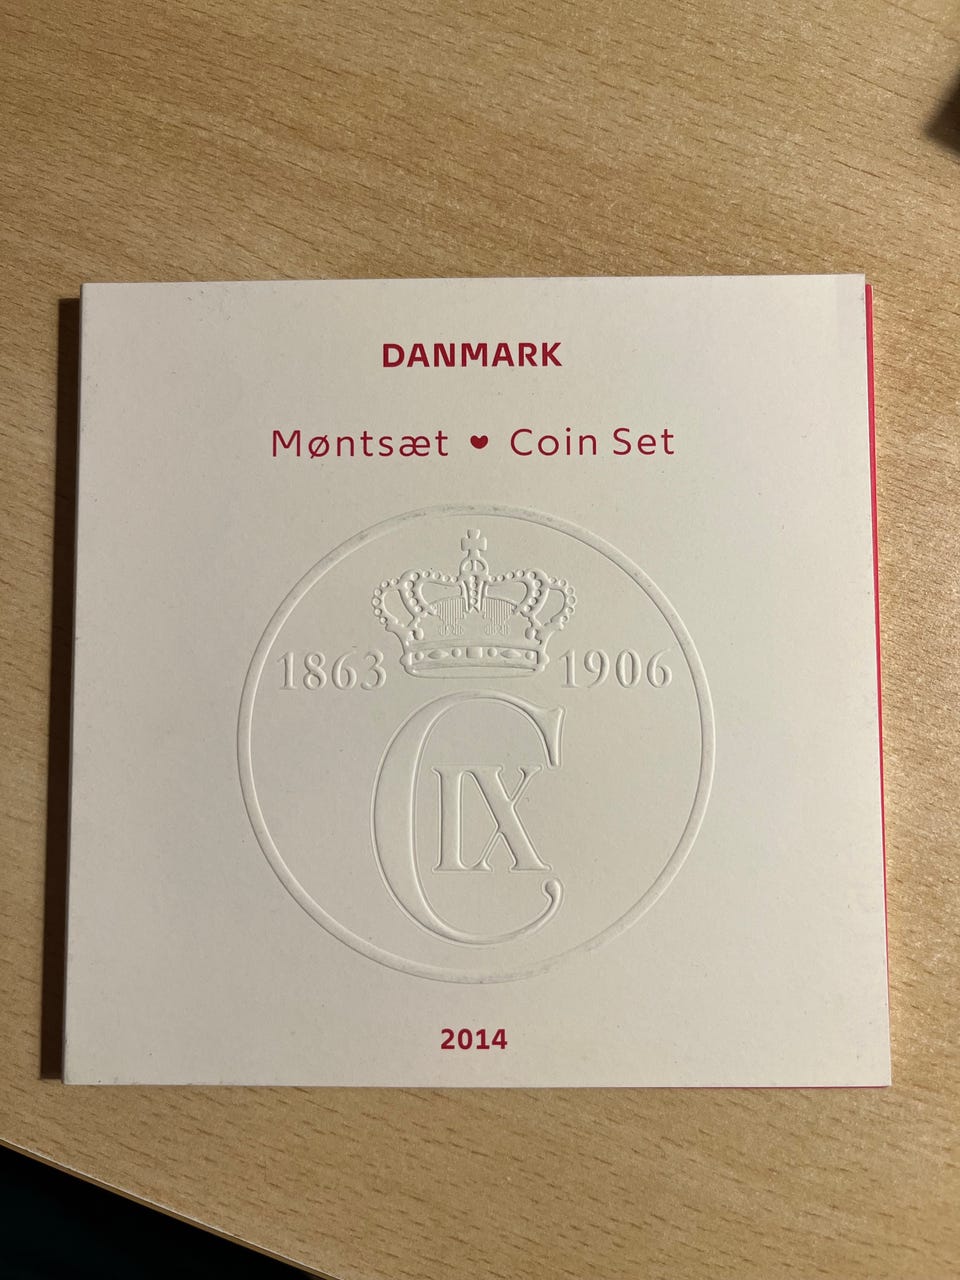 DANMARK
Møntsæt ♥ Coin Set
1863 1906
C IX
2014